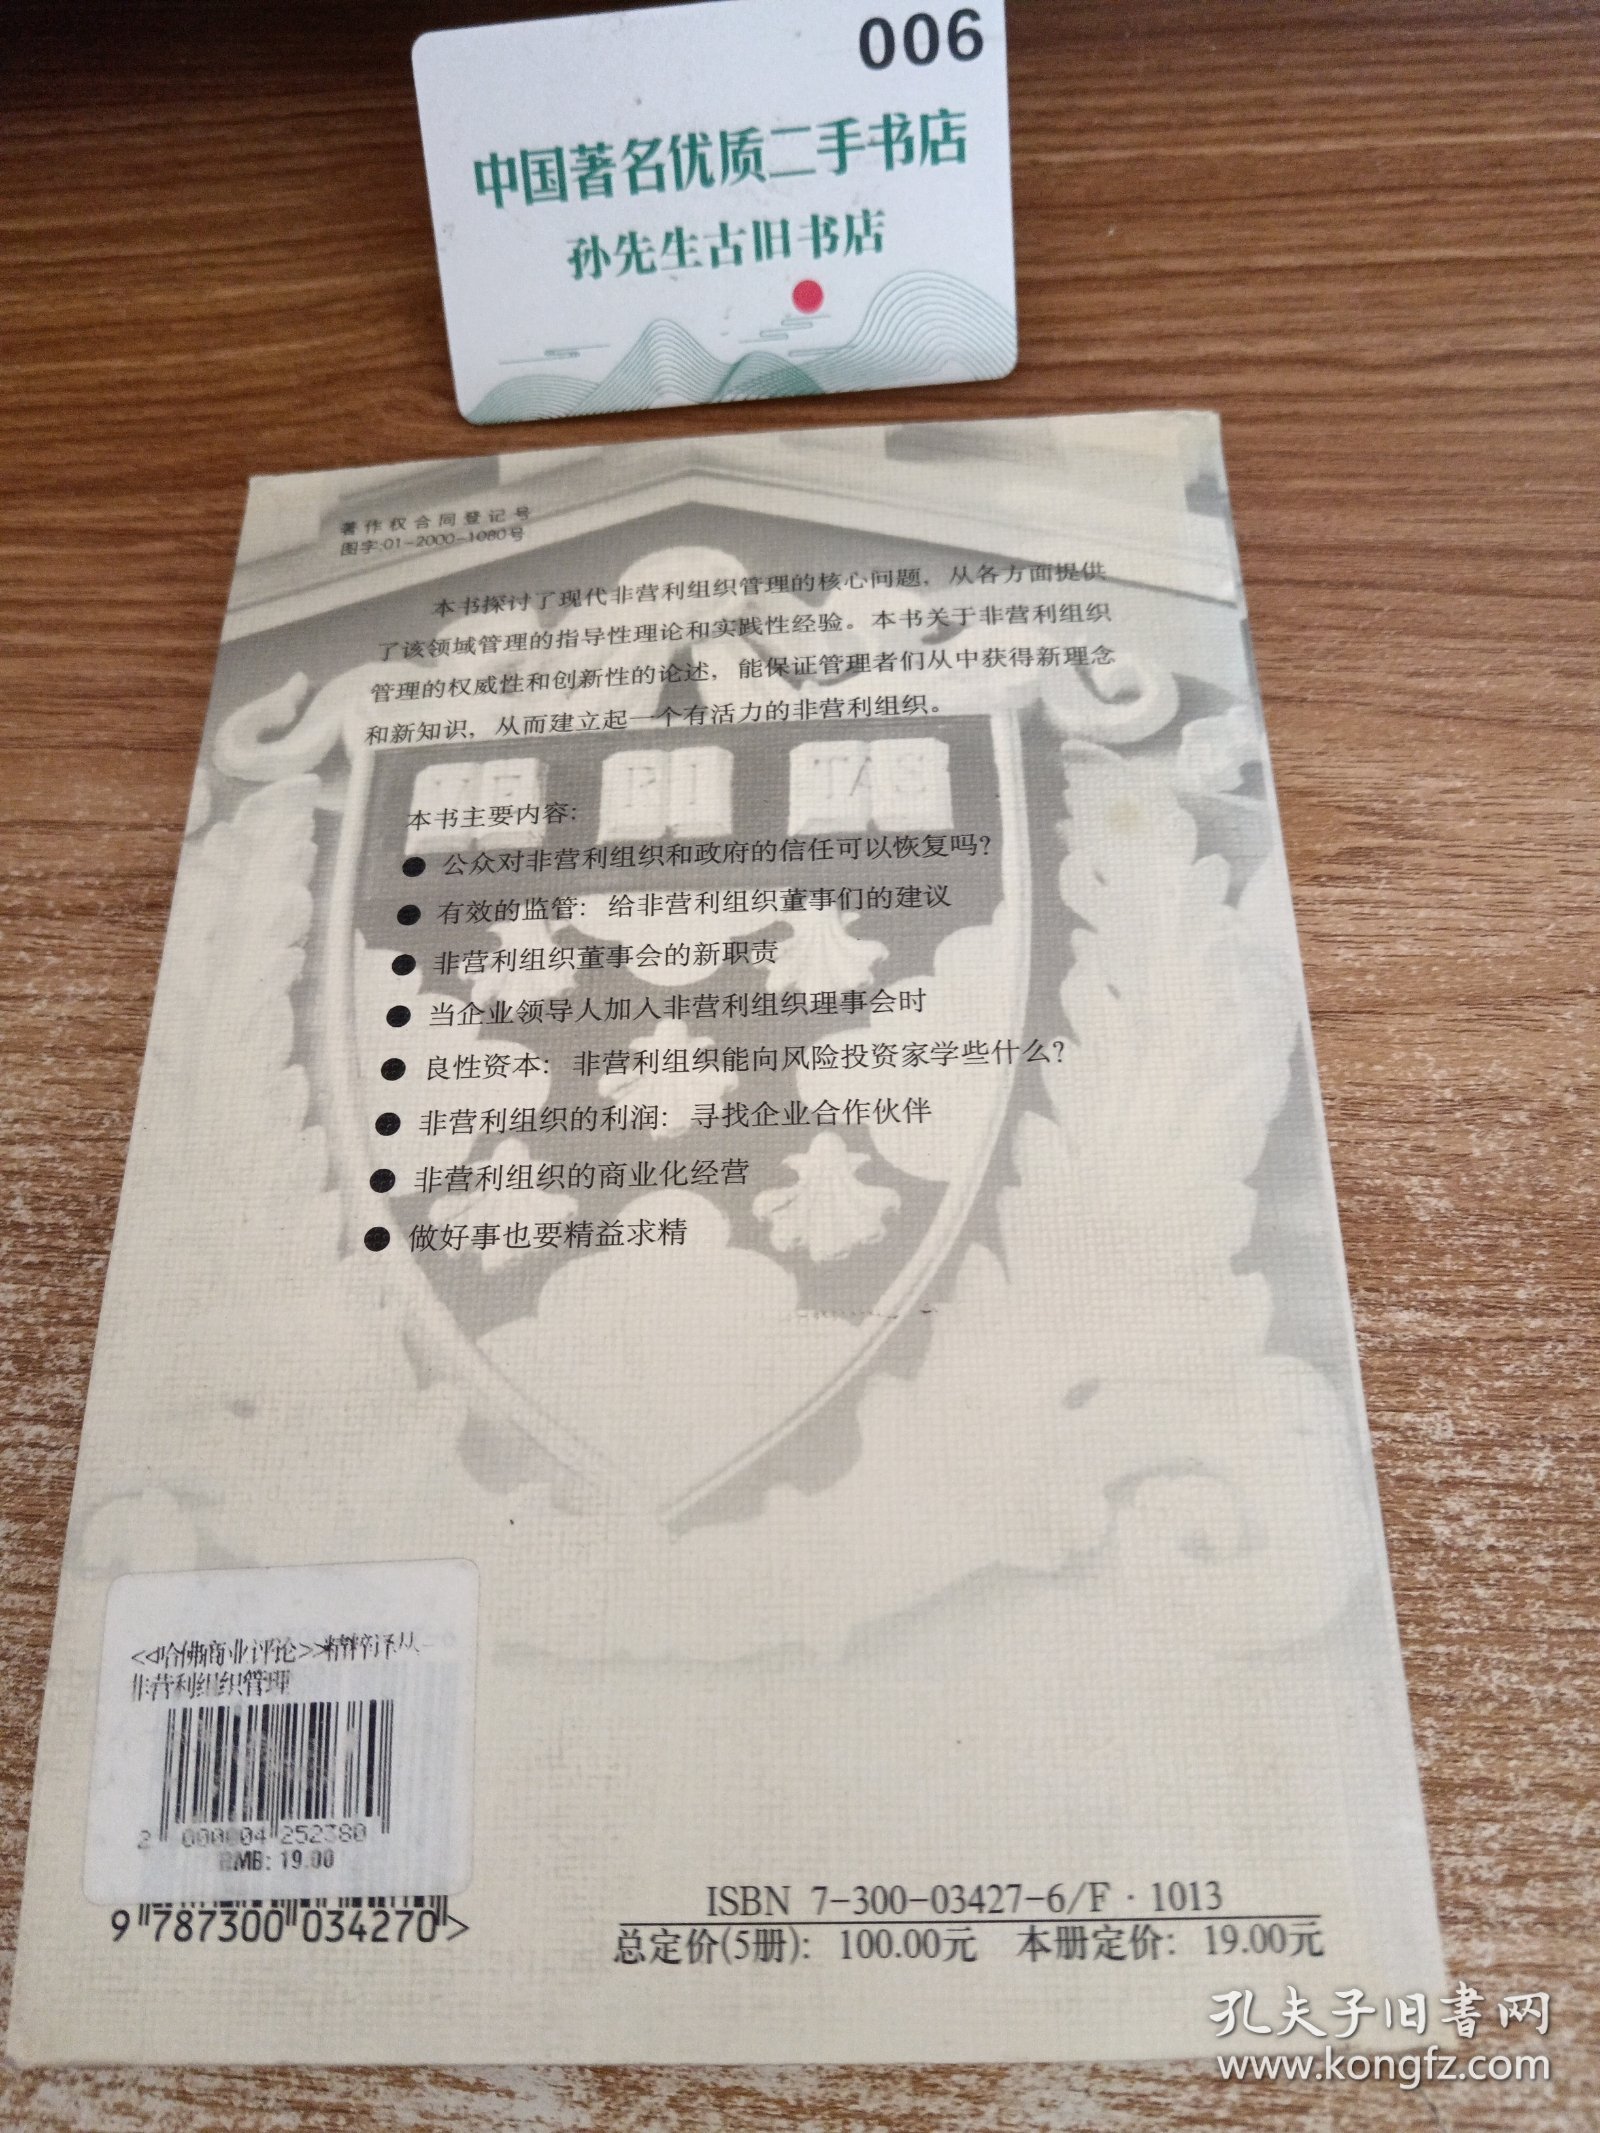 006
中国著名优质二手书店
孙先生古旧书店
著作权合同登记号
图字:01-2000-1080号
本书探讨了现代非营利组织管理的核心问题，从各方面提供
了该领域管理的指导性理论和实践性经验。本书关于非营利组织
管理的权威性和创新性的论述，能保证管理者们从中获得新理念
和新知识，从而建立起一个有活力的非营利组织。
本书主要内容：
● 公众对非营利组织和政府的信任可以恢复吗？
● 有效的监管：给非营利组织董事们的建议
● 非营利组织董事会的新职责
● 当企业领导人加入非营利组织理事会时
● 良性资本：非营利组织能向风险投资家学些什么？
● 非营利组织的利润：寻找企业合作伙伴
● 非营利组织的商业化经营
● 做好事也要精益求精
<<哈佛商业评论>>精粹译丛
非营利组织管理
2 000004 252380
RMB: 19.00
9 787300 034270>
ISBN 7-300-03427-6/F·1013
总定价(5册)：100.00元 本册定价：19.00元
孔夫子旧书网
www.kongfz.com